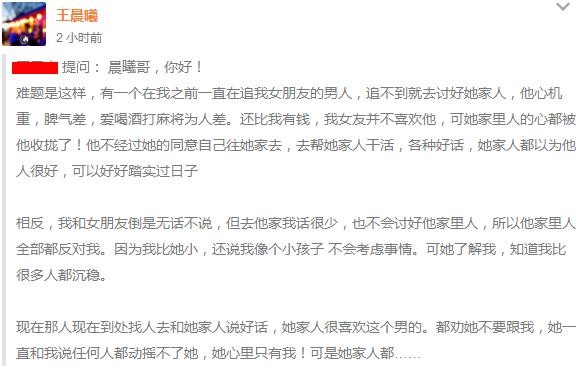 王晨曦
2 小时前
提问： 晨曦哥，你好！
难题是这样，有一个在我之前一直在追我女朋友的男人，追不到就去讨好她家人，他心机
重，脾气差，爱喝酒打麻将为人差。还比我有钱，我女友并不喜欢他，可她家里人的心都被
他收拢了！他不经过她的同意自己往她家去，去帮她家人干活，各种好话，她家人都以为他
人很好，可以好好踏实过日子
相反，我和女朋友倒是无话不说，但去他家我话很少，也不会讨好他家里人，所以他家里人
全部都反对我。因为我比她小，还说我像个小孩子 不会考虑事情。可她了解我，知道我比
很多人都沉稳。
现在那人现在到处找人去和她家人说好话，她家人很喜欢这个男的。都劝她不要跟我，她一
直和我说任何人都动摇不了她，她心里只有我！可是她家人都……